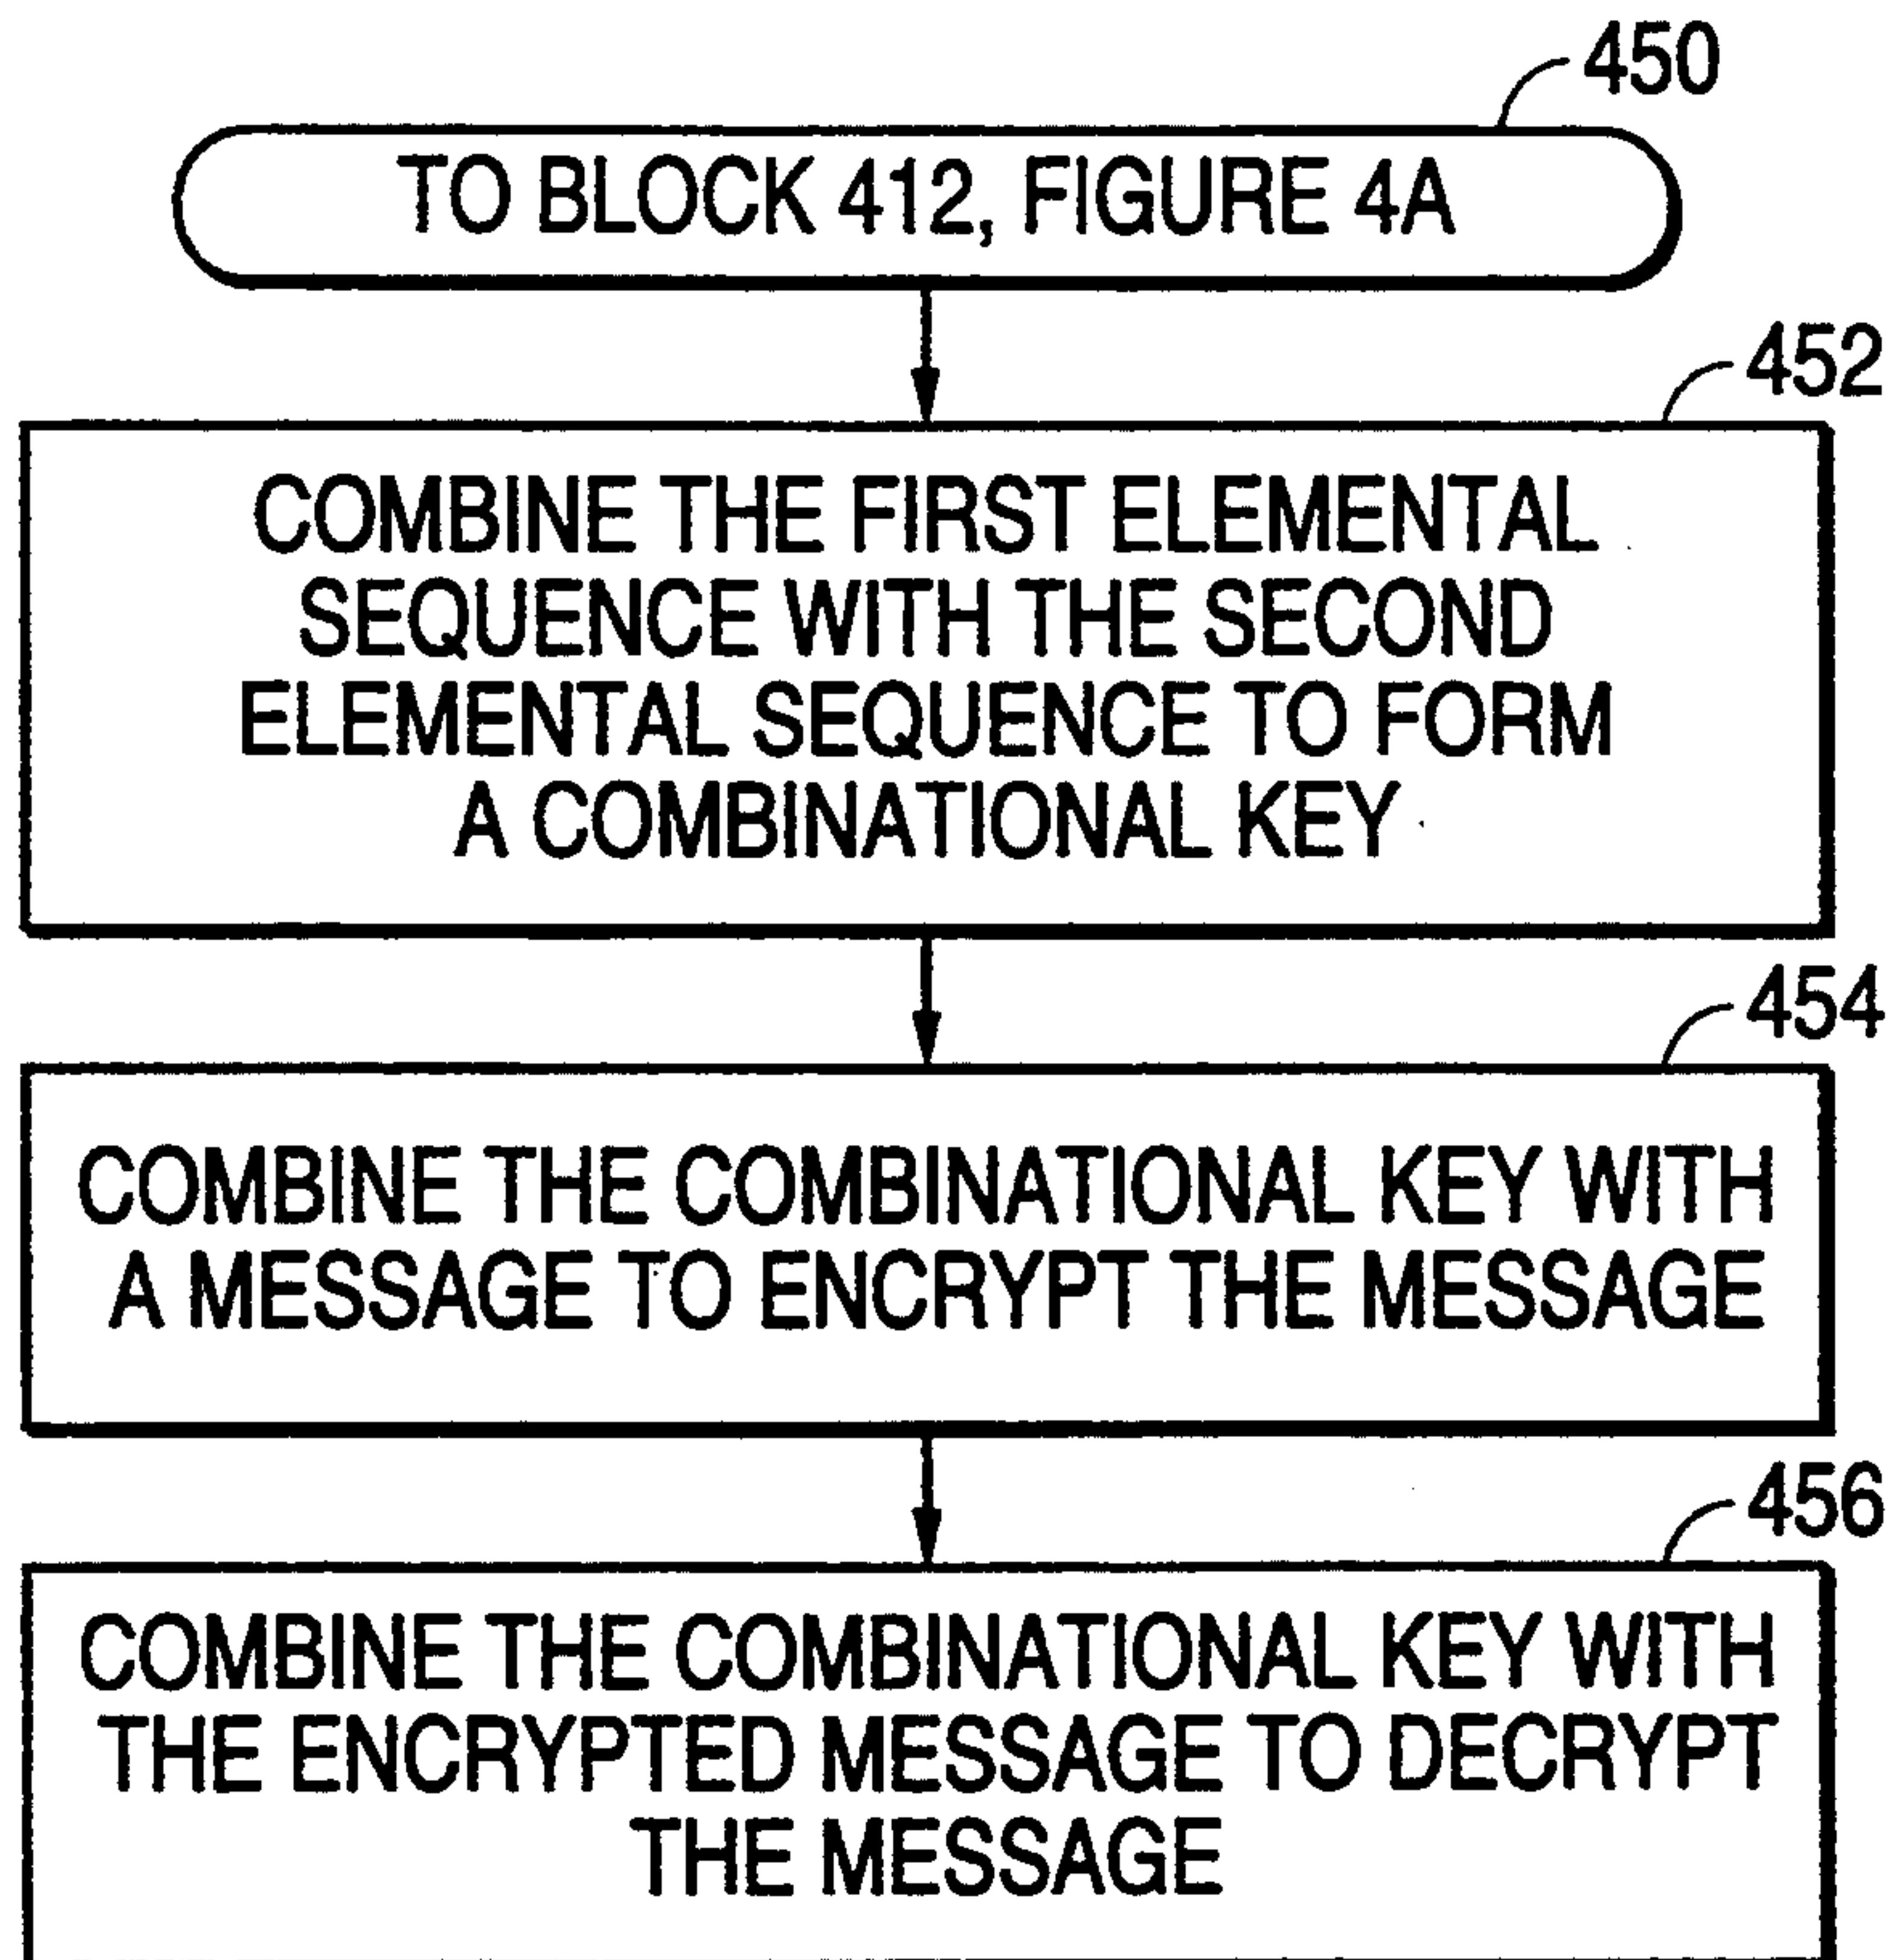 450
TO BLOCK 412, FIGURE 4A
452
COMBINE THE FIRST ELEMENTAL
SEQUENCE WITH THE SECOND
ELEMENTAL SEQUENCE TO FORM
A COMBINATIONAL KEY
454
COMBINE THE COMBINATIONAL KEY WITH
A MESSAGE TO ENCRYPT THE MESSAGE
456
COMBINE THE COMBINATIONAL KEY WITH
THE ENCRYPTED MESSAGE TO DECRYPT
THE MESSAGE